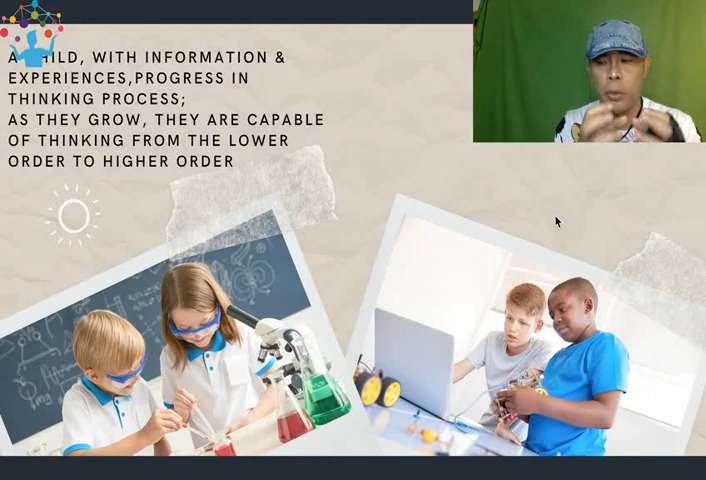 A CHILD, WITH INFORMATION &
EXPERIENCES,PROGRESS IN
THINKING PROCESS;
AS THEY GROW, THEY ARE CAPABLE
OF THINKING FROM THE LOWER
ORDER TO HIGHER ORDER